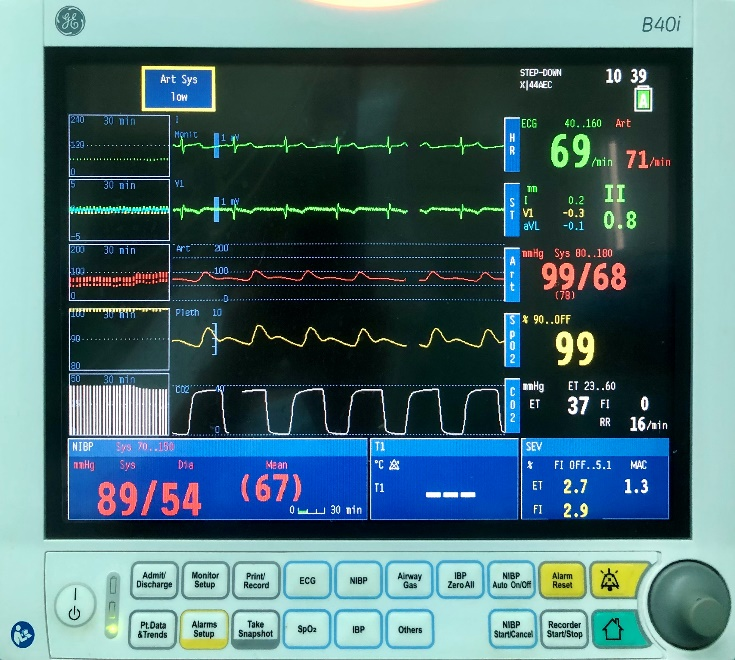 GE
B40i
Art Sys
low
STEP-DOWN
X|44AEC
10 39
A
240 30 min
120
0
I
Monit
1 mV
HR
ECG 40..160 Art
69/min 71/min
5 30 min
-5
V1
1 mV
ST
mm
I 0.2
V1 -0.3
aVL -0.1
II
0.8
200 30 min
100
0
Art 200
100
0
Art
mmHg Sys 80..180
99/68
(78)
100 30 min
90
80
Pleth 10
SpO2
% 90..OFF
99
50 30 min
CO2 40
0
CO2
mmHg ET 23..60
ET 37 FI 0
RR 16/min
NIBP Sys 70..180
mmHg Sys Dia Mean
89/54 (67)
0 30 min
T1
°C
T1 ---
SEV
% FI OFF..5.1 MAC
ET 2.7 1.3
FI 2.9
Admit/
Discharge
Monitor
Setup
Print/
Record
ECG
NIBP
Airway
Gas
IBP
Zero All
NIBP
Auto On/Off
Alarm
Reset
Pt.Data
&Trends
Alarms
Setup
Take
Snapshot
SpO2
IBP
Others
NIBP
Start/Cancel
Recorder
Start/Stop